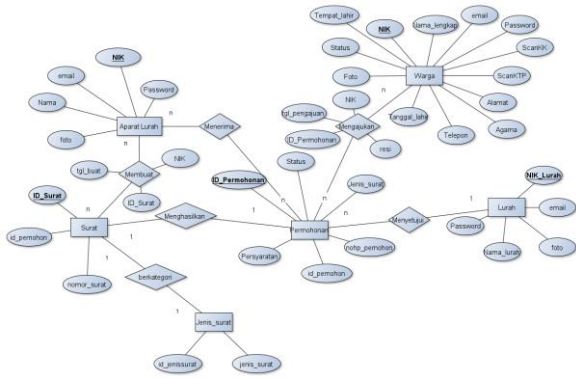 Tempat_lahir
Nama_lengkap
email
NIK
Password
Status
ScanKK
Foto
Warga
ScanKTP
NIK
Alamat
Tanggal_lahir
Telepon
Agama
n
NIK
email
Password
Nama
foto
Aparat Lurah
n
n
Menerima
tgl_pengajuan
Mengajukan
ID_Permohonan
resi
Status
tgl_buat
NIK
Membuat
ID_Surat
ID_Permohonan
Jenis_surat
n
n
n
n
ID_Surat
Surat
id_pemohon
nomor_surat
1
Menghasilkan
1
Permohonan
Persyaratan
id_pemohon
nohp_pemohon
Menyetujui
1
NIK_Lurah
Lurah
email
Password
Nama_lurah
foto
1
berkategori
1
Jenis_surat
id_jenissurat
jenis_surat